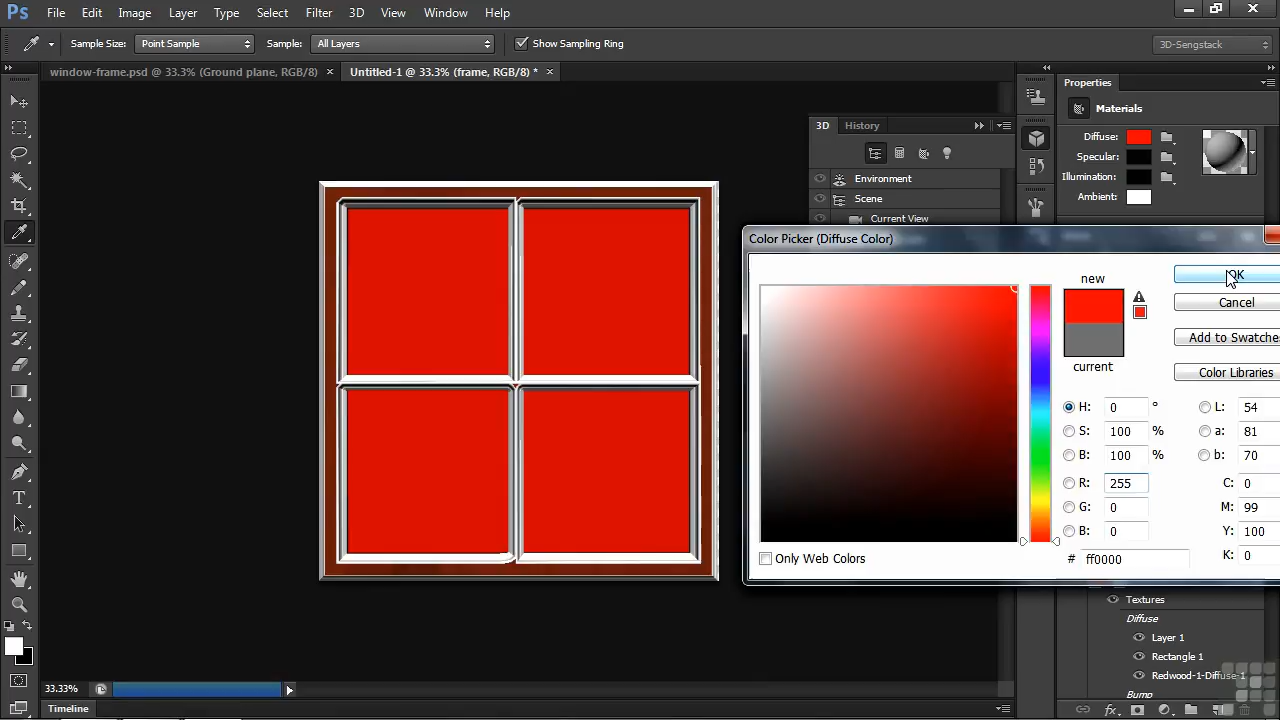 Ps File Edit Image Layer Type Select Filter 3D View Window Help
Sample Size: Point Sample Sample: All Layers Show Sampling Ring 3D-Sengstack
window-frame.psd @ 33.3% (Ground plane, RGB/8) × Untitled-1 @ 33.3% (frame, RGB/8) * ×
Properties
Materials
3D History
Diffuse:
Specular:
Illumination:
Ambient:
Environment
Scene
Current View
Color Picker (Diffuse Color)
new
current
OK
Cancel
Add to Swatches
Color Libraries
H: 0 ° L: 54
S: 100 % a: 81
B: 100 % b: 70
R: 255 C: 0
G: 0 M: 99
B: 0 Y: 100
# ff0000 K: 0
Only Web Colors
Textures
Diffuse
Layer 1
Rectangle 1
Redwood-1-Diffuse-1
Bump
T
33.33%
Timeline